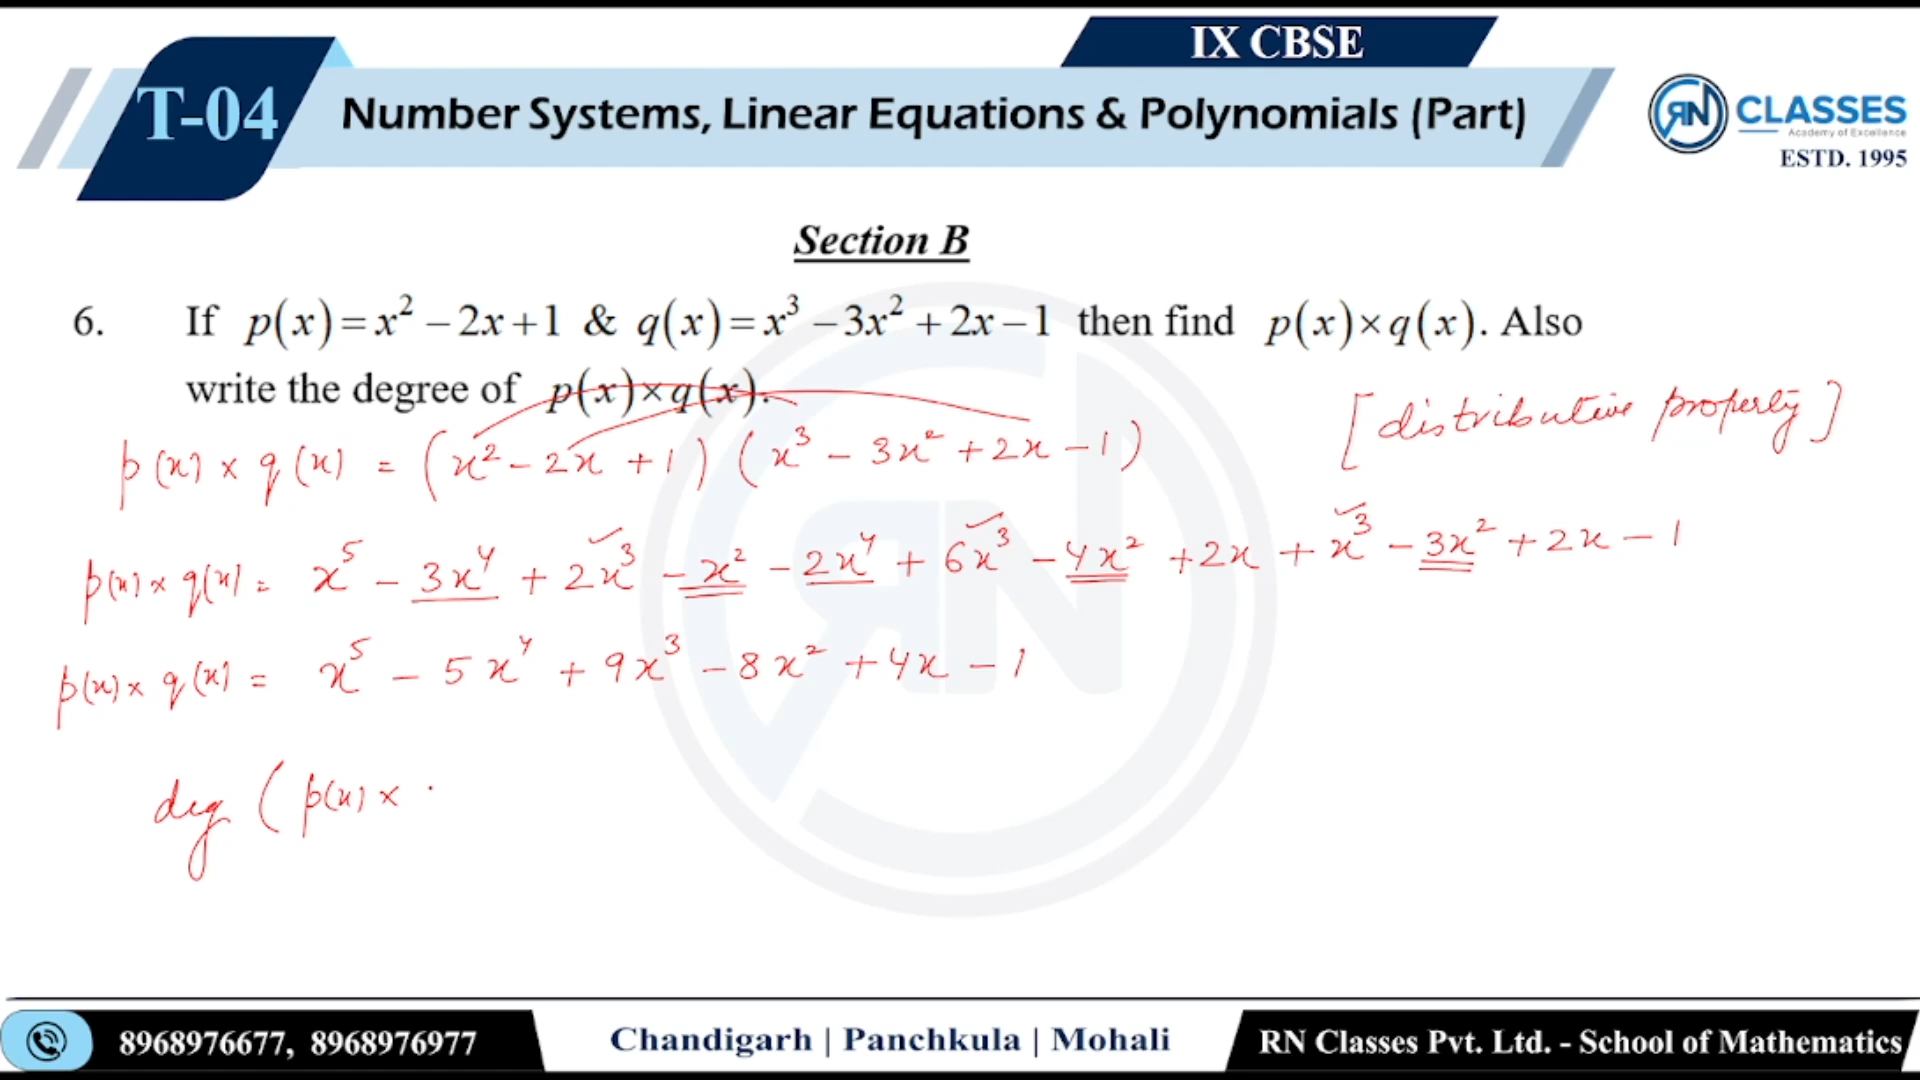 IX CBSE
T-04
Number Systems, Linear Equations & Polynomials (Part)
RN CLASSES
Academy of Excellence
ESTD. 1995
Section B
6. If p(x)=x²−2x+1 & q(x)=x³−3x²+2x−1 then find p(x)×q(x). Also
write the degree of p(x)×q(x).
[distributive property]
p(x) × q(x) = (x² − 2x + 1) (x³ − 3x² + 2x − 1)
p(x) × q(x) = x⁵ − 3x⁴ + 2x³ − x² − 2x⁴ + 6x³ − 4x² + 2x + x³ − 3x² + 2x − 1
p(x) × q(x) = x⁵ − 5x⁴ + 9x³ − 8x² + 4x − 1
deg (p(x) ×
8968976677, 8968976977
Chandigarh | Panchkula | Mohali
RN Classes Pvt. Ltd. - School of Mathematics